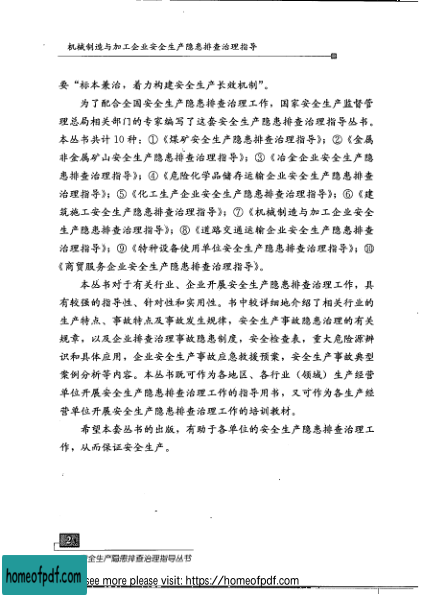 机械制造与加工企业安全生产隐患排查治理指导
要“标本兼治，着力构建安全生产长效机制”。
为了配合全国安全生产隐患排查治理工作，国家安全生产监督管
理总局相关部门的专家编写了这套安全生产隐患排查治理指导丛书。
本丛书共计 10 种：①《煤矿安全生产隐患排查治理指导》；②《金属
非金属矿山安全生产隐患排查治理指导》；③《冶金企业安全生产隐
患排查治理指导》；④《危险化学品储存运输企业安全生产隐患排查
治理指导》；⑤《化工生产企业安全生产隐患排查治理指导》；⑥《建
筑施工安全生产隐患排查治理指导》；⑦《机械制造与加工企业安全
生产隐患排查治理指导》；⑧《道路交通运输企业安全生产隐患排查
治理指导》；⑨《特种设备使用单位安全生产隐患排查治理指导》；⑩
《商贸服务企业安全生产隐患排查治理指导》。
本丛书对于有关行业、企业开展安全生产隐患排查治理工作，具
有较强的指导性、针对性和实用性。书中较详细地介绍了相关行业的
生产特点、事故特点及事故发生规律，安全生产事故隐患治理的有关
规章，以及企业排查治理事故隐患制度，安全检查表，重大危险源辨
识和具体应用，企业安全生产事故应急救援预案，安全生产事故典型
案例分析等内容。本丛书既可作为各地区、各行业（领域）生产经营
单位开展安全生产隐患排查治理工作的指导用书，又可作为各生产经
营单位开展安全生产隐患排查治理工作的培训教材。
希望本套丛书的出版，有助于各单位的安全生产隐患排查治理工
作，从而保证安全生产。
2
全生产隐患排查治理指导丛书
homeofpdf.com
see more please visit: https://homeofpdf.com